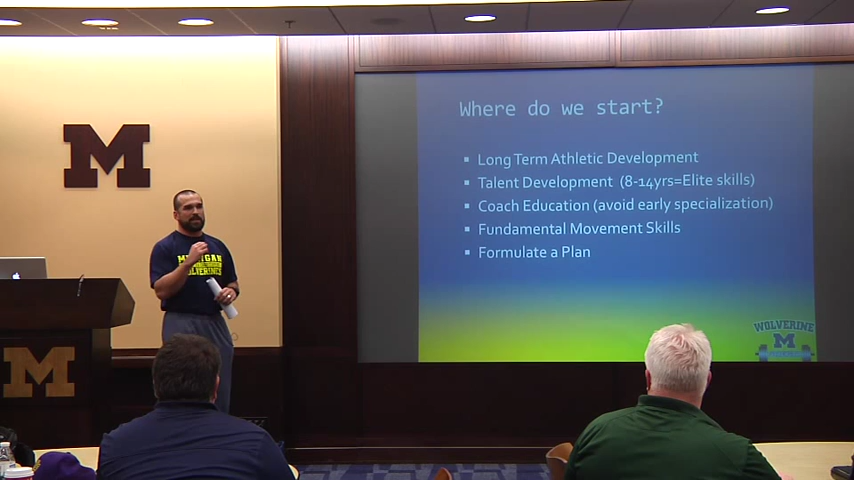 M
Where do we start?
▪ Long Term Athletic Development
▪ Talent Development (8-14yrs=Elite skills)
▪ Coach Education (avoid early specialization)
▪ Fundamental Movement Skills
▪ Formulate a Plan
MICHIGAN
WOLVERINES
WOLVERINE
M
M